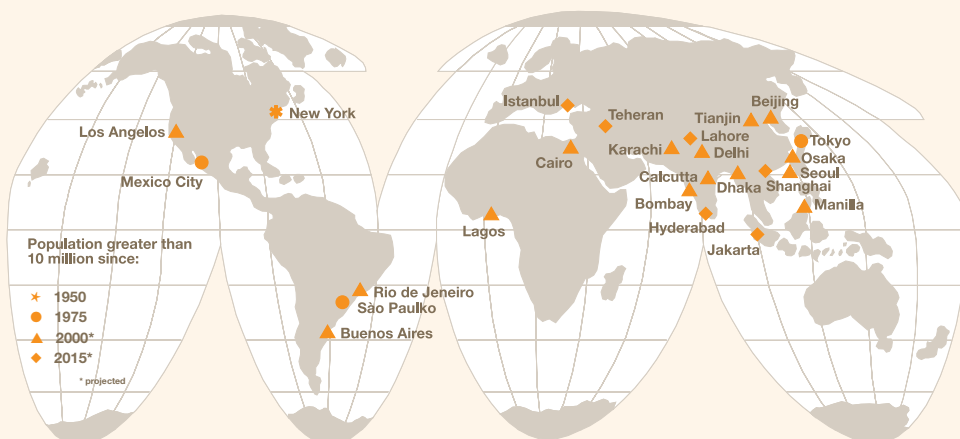 New York
Los Angelos
Mexico City
Istanbul
Teheran
Beijing
Tianjin
Lahore
Tokyo
Cairo
Karachi
Delhi
Osaka
Calcutta
Dhaka
Seoul
Shanghai
Bombay
Manilla
Lagos
Hyderabad
Jakarta
Population greater than
10 million since:
1950
1975
2000*
2015*
* projected
Rio de Jeneiro
São Paulko
Buenos Aires